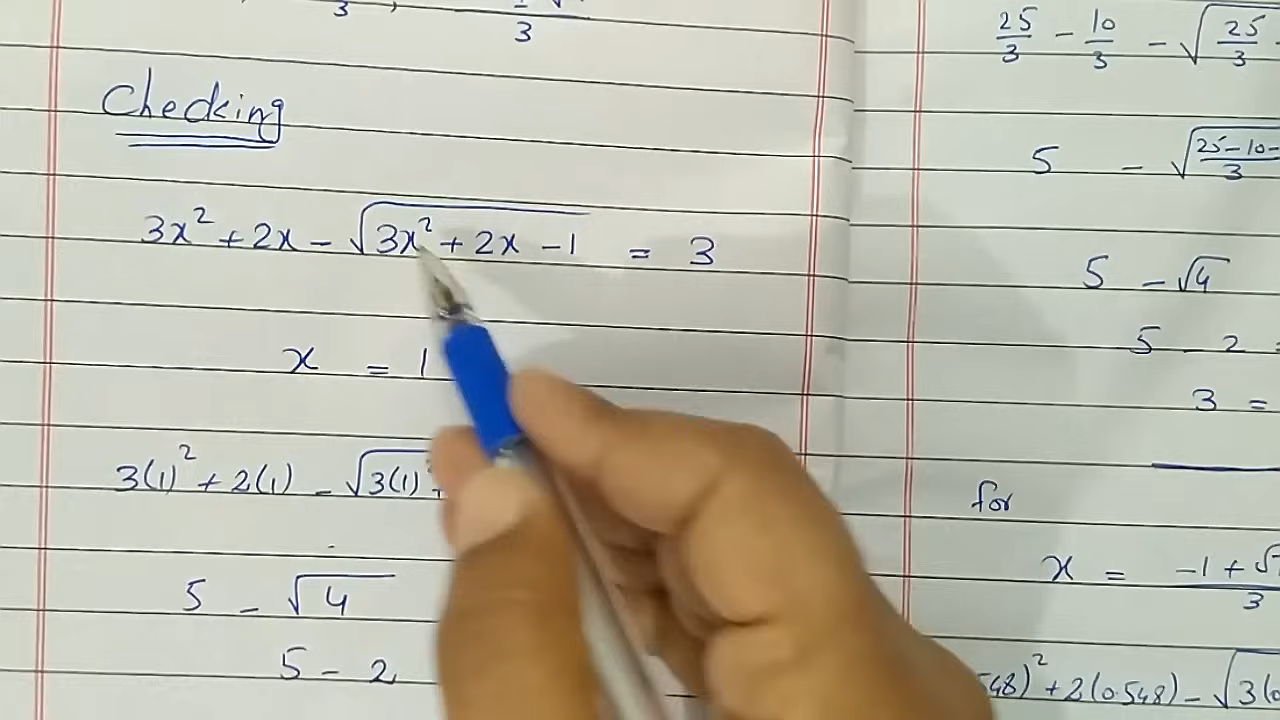 3
3
Checking
3x² + 2x - √(3x² + 2x - 1) = 3
x = 1
3(1)² + 2(1) - √3(1)
5 - √4
5 - 2
25/3 - 10/3 - √25/3
5 - √(25-10-/3
5 - √4
5 - 2 =
3 =
for
x = -1 + √/3
548)² + 2(0.548) - √3(0